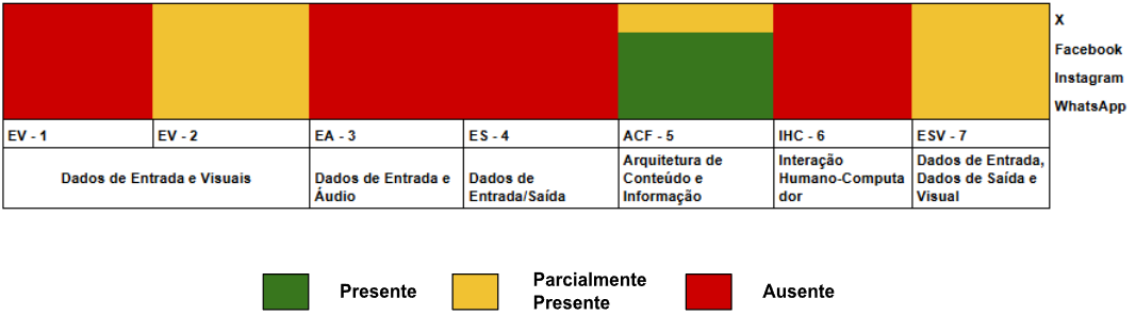 X
Facebook
Instagram
WhatsApp
EV - 1
EV - 2
EA - 3
ES - 4
ACF - 5
IHC - 6
ESV - 7
Dados de Entrada e Visuais
Dados de Entrada e
Áudio
Dados de
Entrada/Saída
Arquitetura de
Conteúdo e
Informação
Interação
Humano-Computa
dor
Dados de Entrada,
Dados de Saída e
Visual
Presente
Parcialmente
Presente
Ausente